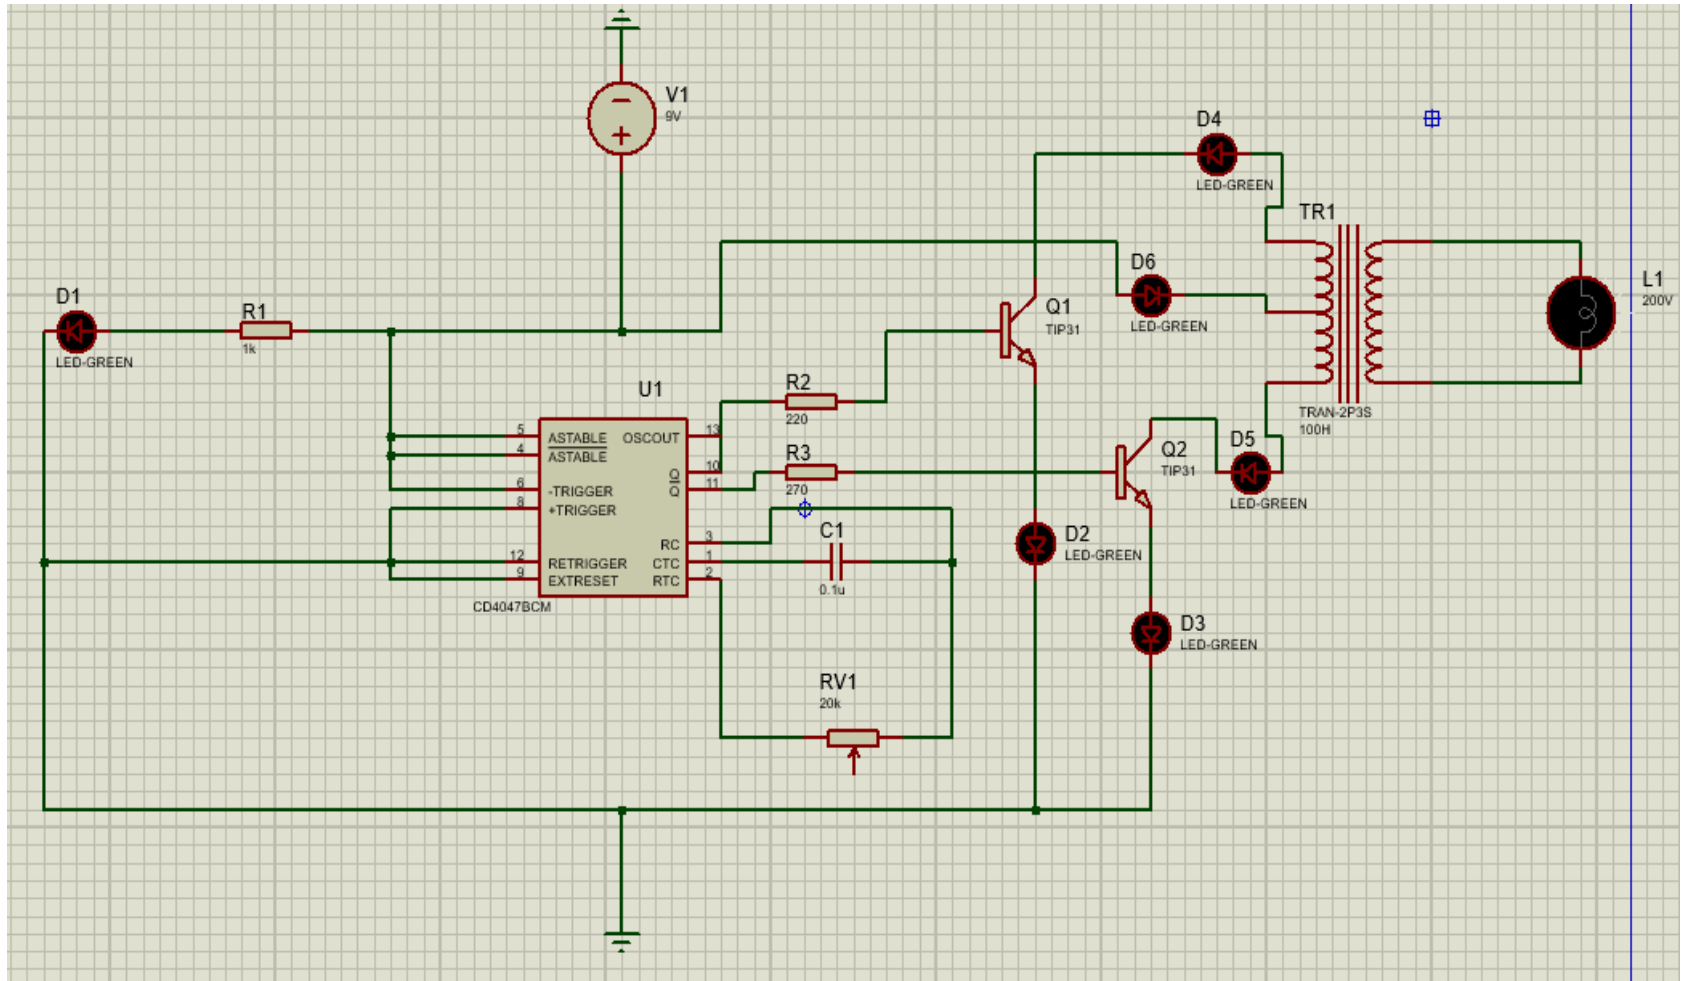 V1
9V
D4
LED-GREEN
TR1
D6
LED-GREEN
L1
200V
D1
LED-GREEN
R1
1k
Q1
TIP31
U1
R2
220
TRAN-2P3S
100H
5 ASTABLE OSCOUT 13
4 ASTABLE
Q 10
6 -TRIGGER Q 11
8 +TRIGGER
RC 3
12 RETRIGGER CTC 1
9 EXTRESET RTC 2
CD4047BCM
R3
270
Q2
TIP31
D5
LED-GREEN
C1
0.1u
D2
LED-GREEN
D3
LED-GREEN
RV1
20k